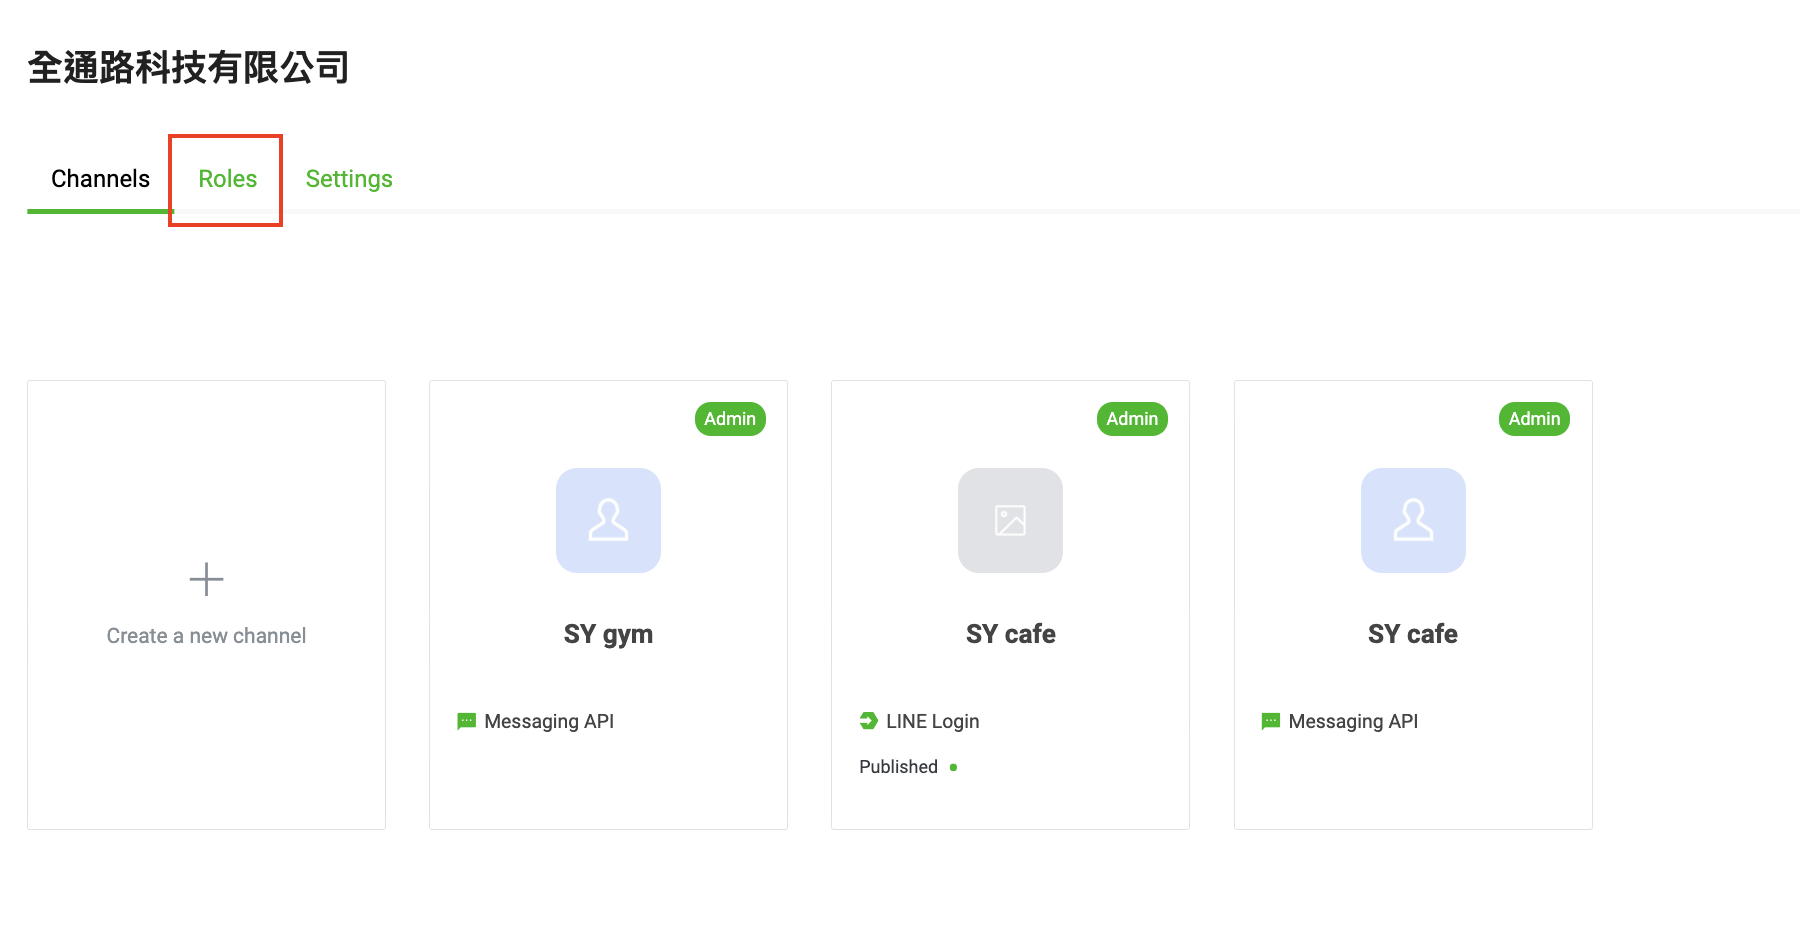 全通路科技有限公司
Channels Roles Settings
Create a new channel
Admin
SY gym
Messaging API
Admin
SY cafe
LINE Login
Published
Admin
SY cafe
Messaging API